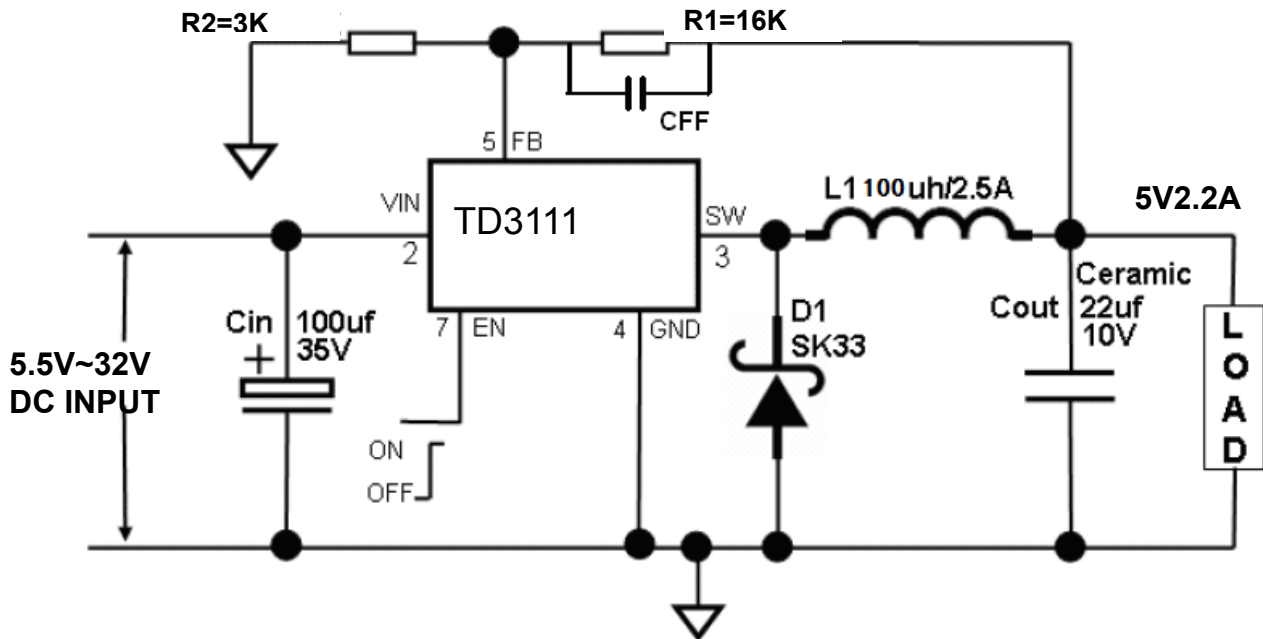 R2=3K
R1=16K
CFF
5 FB
VIN
2
TD3111
SW
3
L1 100uh/2.5A
5V2.2A
Cin
+
100uf
35V
7 EN
4 GND
D1
SK33
Cout
Ceramic
22uf
10V
5.5V~32V
DC INPUT
ON
OFF
LOAD